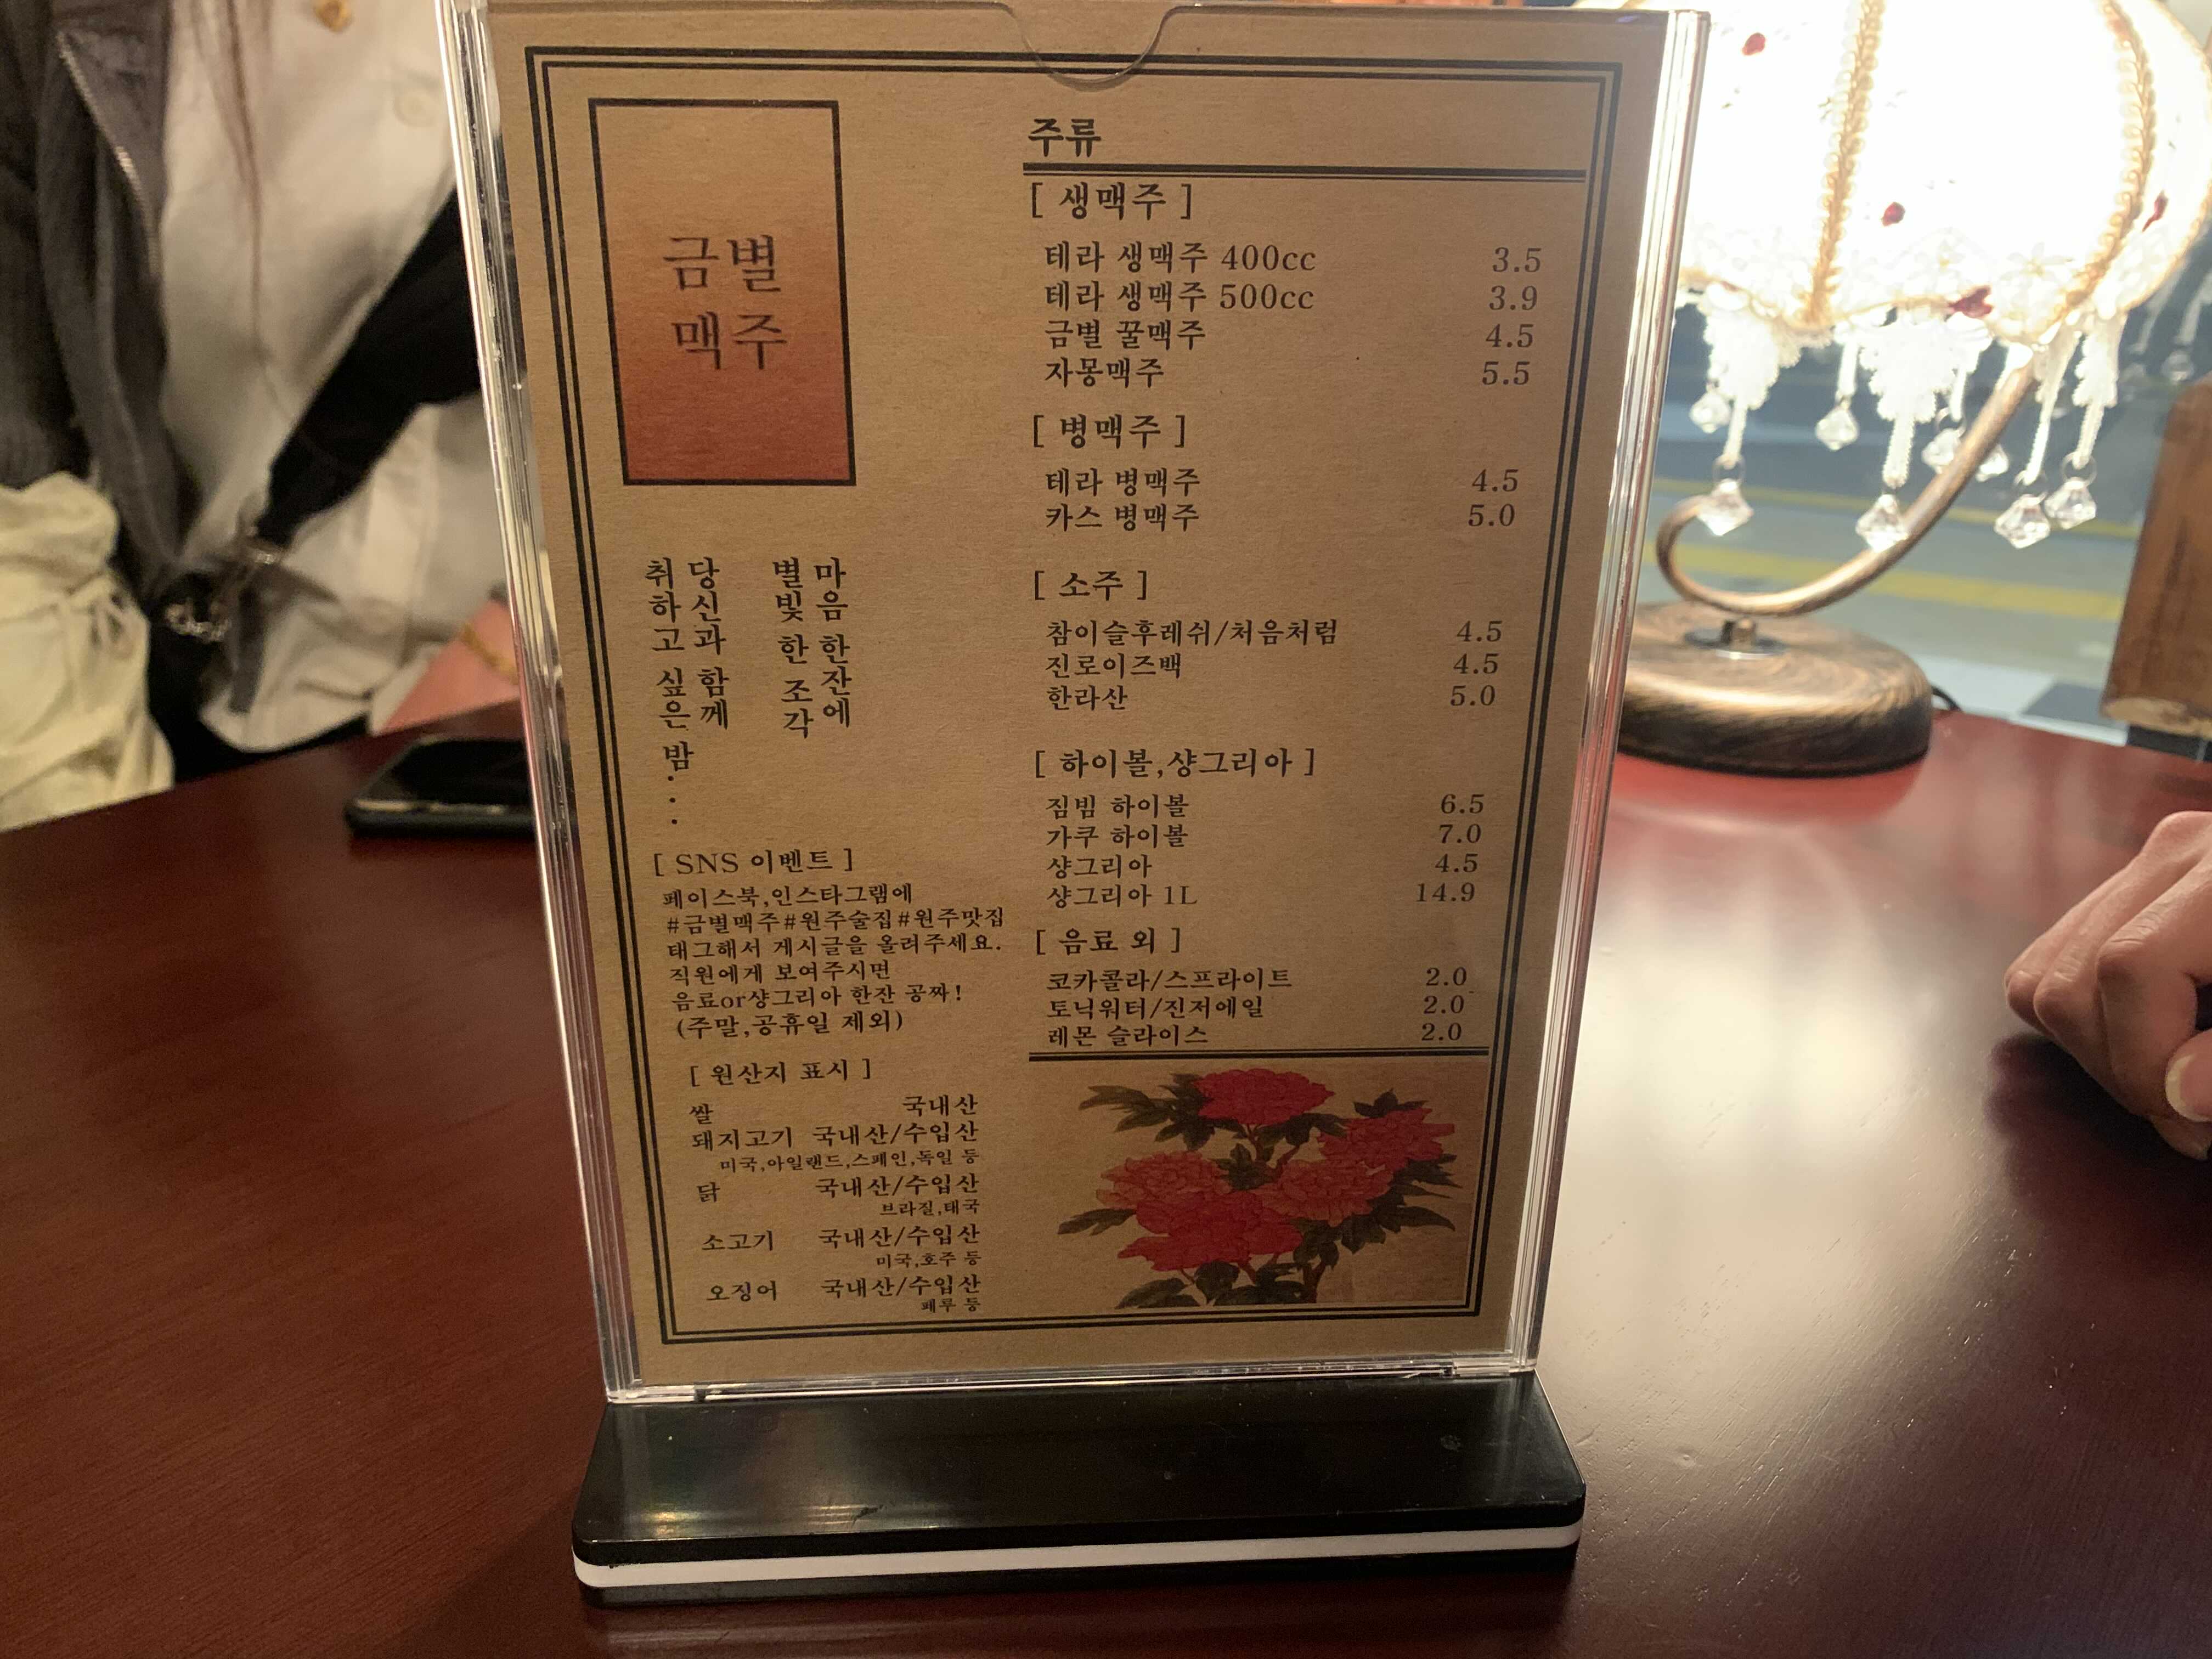 금별
맥주
마음 한잔에
별빛 한 조각
당신과 함께
취하고 싶은 밤...
[ SNS 이벤트 ]
페이스북,인스타그램에
#금별맥주#원주술집#원주맛집
태그해서 게시글을 올려주세요.
직원에게 보여주시면
음료or샹그리아 한잔 공짜!
(주말,공휴일 제외)
[ 원산지 표시 ]
쌀 국내산
돼지고기 국내산/수입산
미국,아일랜드,스페인,독일 등
닭 국내산/수입산
브라질,태국
소고기 국내산/수입산
미국,호주 등
오징어 국내산/수입산
페루 등
주류
[ 생맥주 ]
테라 생맥주 400cc 3.5
테라 생맥주 500cc 3.9
금별 꿀맥주 4.5
자몽맥주 5.5
[ 병맥주 ]
테라 병맥주 4.5
카스 병맥주 5.0
[ 소주 ]
참이슬후레쉬/처음처럼 4.5
진로이즈백 4.5
한라산 5.0
[ 하이볼,샹그리아 ]
짐빔 하이볼 6.5
가쿠 하이볼 7.0
샹그리아 4.5
샹그리아 1L 14.9
[ 음료 외 ]
코카콜라/스프라이트 2.0
토닉워터/진저에일 2.0
레몬 슬라이스 2.0